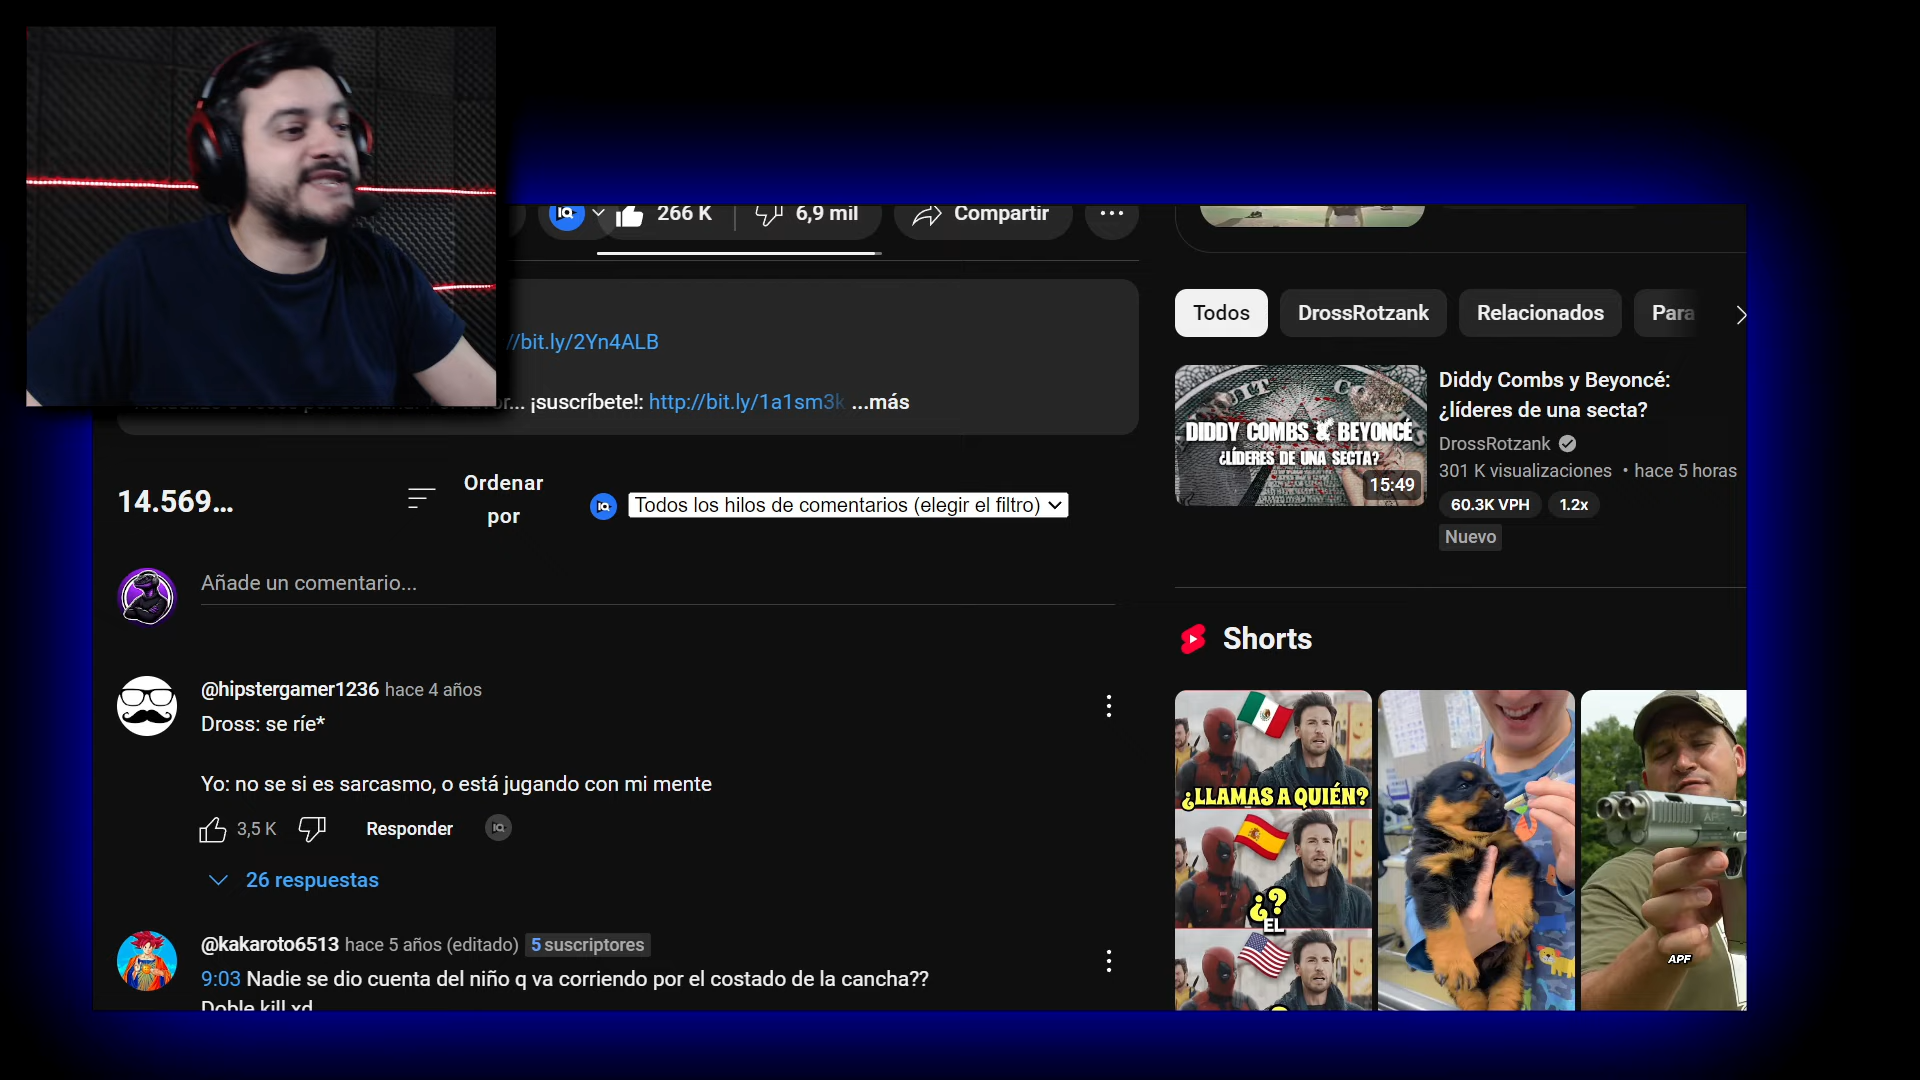 266 K
6,9 mil
Compartir
//bit.ly/2Yn4ALB
... ¡suscríbete!: http://bit.ly/1a1sm3k ...más
14.569...
Ordenar
por
Todos los hilos de comentarios (elegir el filtro)
Añade un comentario...
@hipstergamer1236 hace 4 años
Dross: se ríe*
Yo: no se si es sarcasmo, o está jugando con mi mente
3,5 K
Responder
26 respuestas
@kakaroto6513 hace 5 años (editado) 5 suscriptores
9:03 Nadie se dio cuenta del niño q va corriendo por el costado de la cancha??
Doble kill xd
Todos
DrossRotzank
Relacionados
Para
DIDDY COMBS & BEYONCÉ
¿LÍDERES DE UNA SECTA?
15:49
Diddy Combs y Beyoncé:
¿líderes de una secta?
DrossRotzank
301 K visualizaciones • hace 5 horas
60.3K VPH
1.2x
Nuevo
Shorts
¿LLAMAS A QUIÉN?
¿?
EL
APF